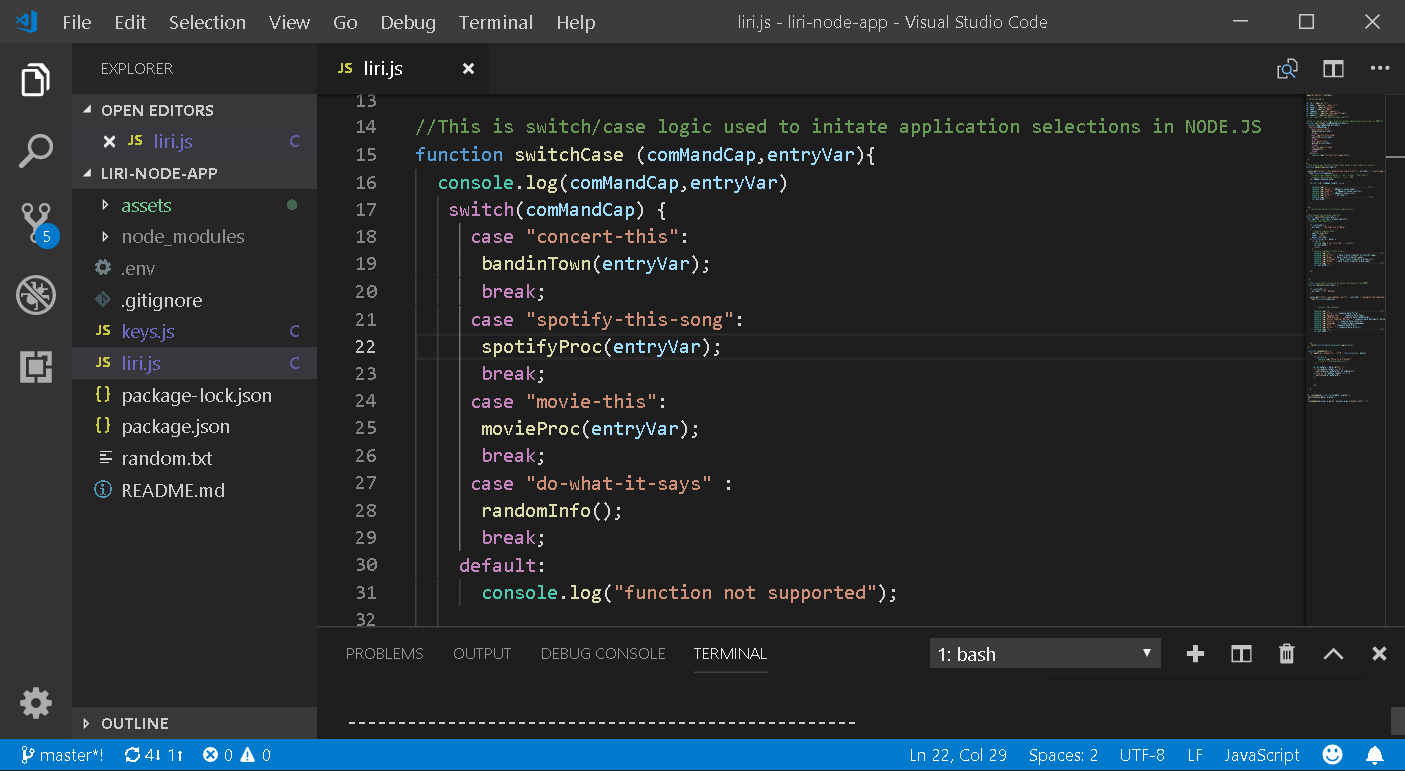 File Edit Selection View Go Debug Terminal Help liri.js - liri-node-app - Visual Studio Code
EXPLORER
OPEN EDITORS
JS liri.js C
LIRI-NODE-APP
assets
node_modules
5
.env
.gitignore
JS keys.js C
JS liri.js C
{} package-lock.json
{} package.json
random.txt
README.md
OUTLINE
JS liri.js
13
14 //This is switch/case logic used to initate application selections in NODE.JS
15 function switchCase (comMandCap,entryVar){
16 console.log(comMandCap,entryVar)
17 switch(comMandCap) {
18 case "concert-this":
19 bandinTown(entryVar);
20 break;
21 case "spotify-this-song":
22 spotifyProc(entryVar);
23 break;
24 case "movie-this":
25 movieProc(entryVar);
26 break;
27 case "do-what-it-says" :
28 randomInfo();
29 break;
30 default:
31 console.log("function not supported");
32
PROBLEMS OUTPUT DEBUG CONSOLE TERMINAL 1: bash
---------------------------------------------------
master*! 4↓ 1↑ 0 0 Ln 22, Col 29 Spaces: 2 UTF-8 LF JavaScript